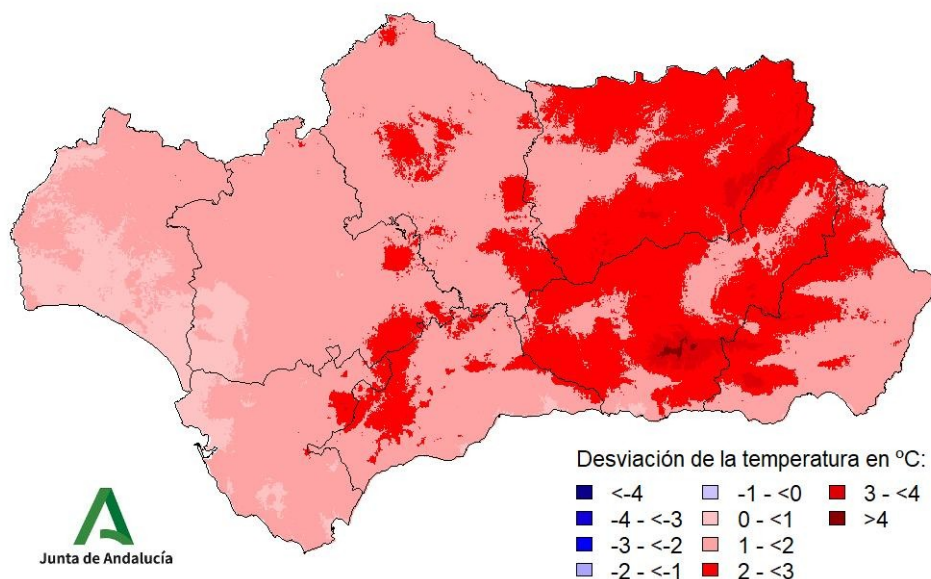 Desviación de la temperatura en ºC:
<-4 -1 - <0 3 - <4
-4 - <-3 0 - <1 >4
-3 - <-2 1 - <2
-2 - <-1 2 - <3
Junta de Andalucía